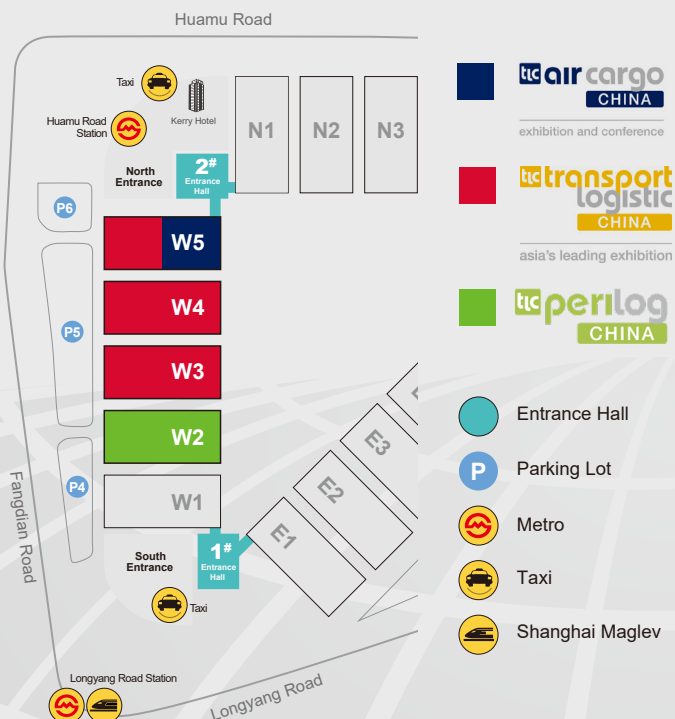 Huamu Road
Taxi
Kerry Hotel
Huamu Road
Station
North
Entrance
2#
Entrance
Hall
N1
N2
N3
P6
W5
W4
P5
W3
W2
P4
W1
E3
E2
E1
Fangdian Road
South
Entrance
1#
Entrance
Hall
Taxi
Longyang Road Station
Longyang Road
tlc air cargo
CHINA
exhibition and conference
tlc transport
logistic
CHINA
asia's leading exhibition
tlc perilog
CHINA
Entrance Hall
P
Parking Lot
Metro
Taxi
Shanghai Maglev